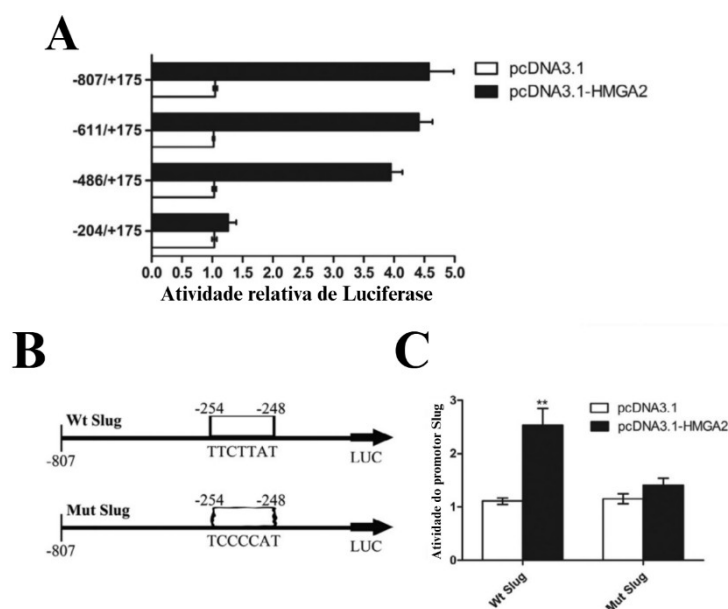 A
-807/+175
-611/+175
-486/+175
-204/+175
0.0 0.5 1.0 1.5 2.0 2.5 3.0 3.5 4.0 4.5 5.0
Atividade relativa de Luciferase
pcDNA3.1
pcDNA3.1-HMGA2
B
-254 -248
Wt Slug
-807
TTCTTAT
LUC
-254 -248
Mut Slug
-807
TCCCCAT
LUC
C
Atividade do promotor Slug
3
2
1
0
**
pcDNA3.1
pcDNA3.1-HMGA2
Wt Slug
Mut Slug